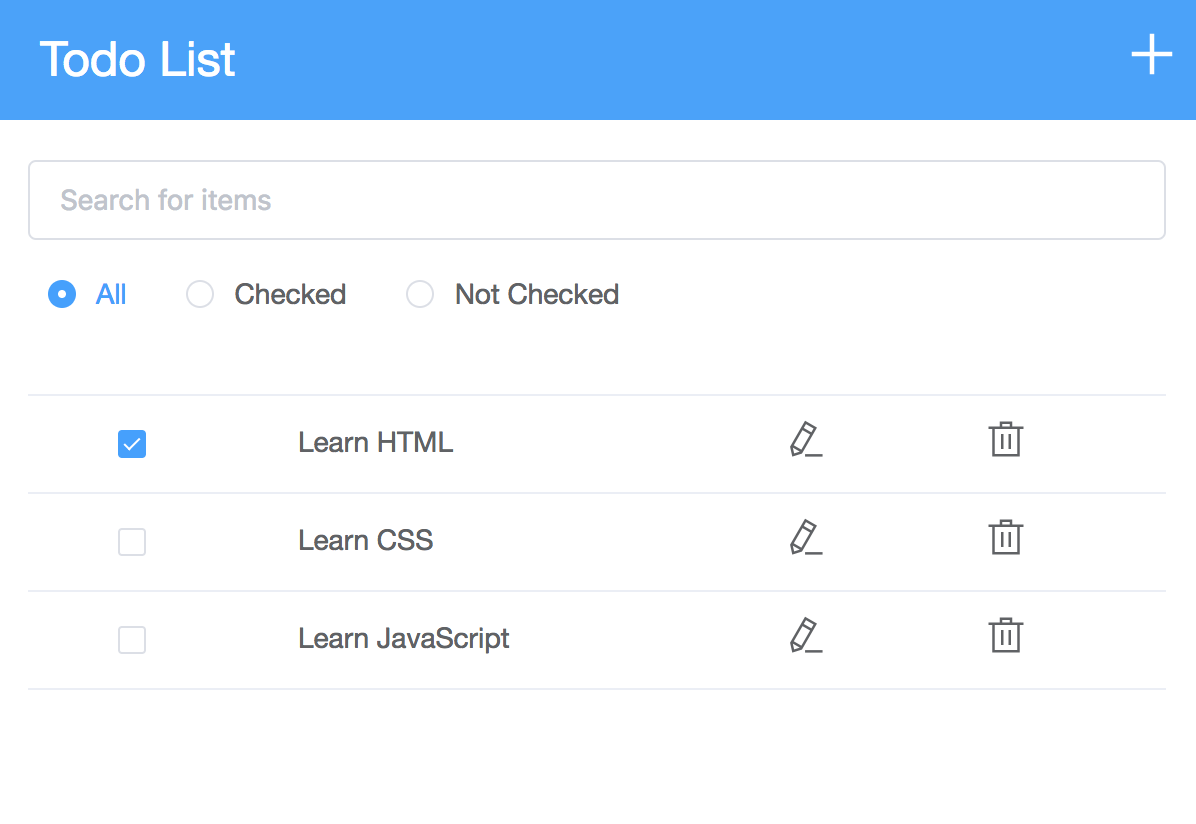 Todo List
Search for items
All Checked Not Checked
Learn HTML
Learn CSS
Learn JavaScript